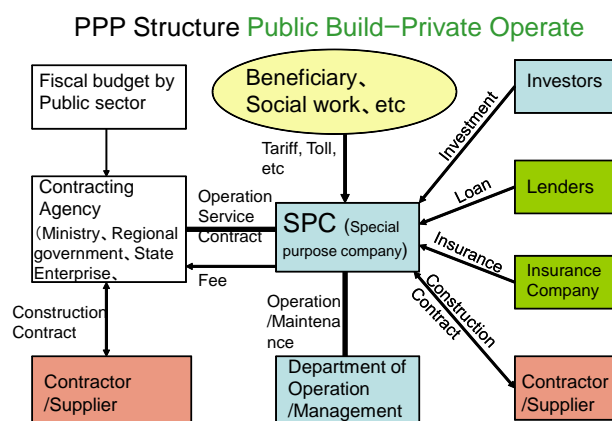 PPP Structure Public Build–Private Operate
Fiscal budget by
Public sector
Beneficiary、
Social work、etc
Investors
Investment
Tariff, Toll,
etc
Contracting
Agency
(Ministry、Regional
government、State
Enterprise、
Operation
Service
Contract
SPC (Special
purpose company)
Loan
Lenders
Fee
Insurance
Insurance
Company
Construction
Contract
Operation
/Maintena
nce
Construction
Contract
Contractor
/Supplier
Department of
Operation
/Management
Contractor
/Supplier